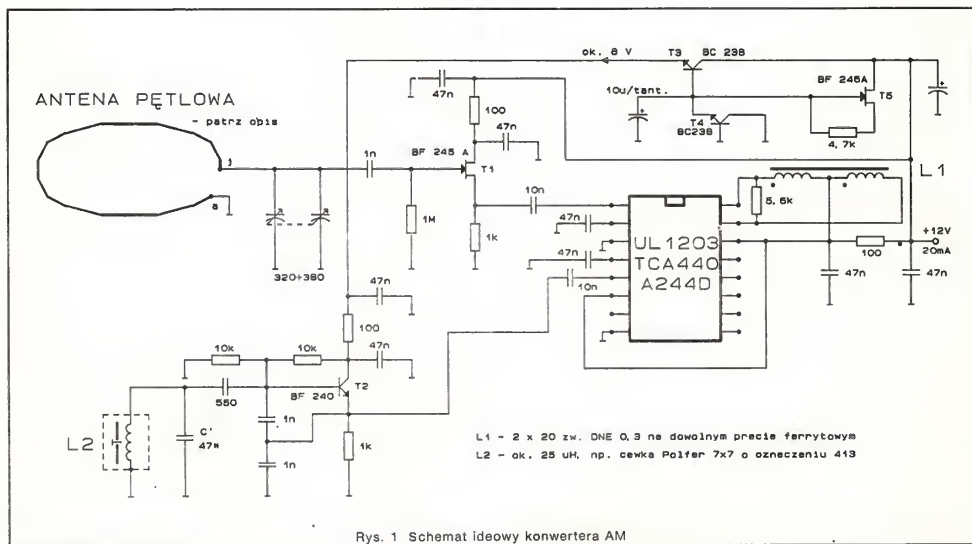 ANTENA PĘTLOWA
- patrz opis
1
a
320÷380
1n
1M
BF 245 A
T1
47n
100
47n
1k
10n
ok. 8 V
T3
BC 238
10u/tant.
T4
BC238
BF 245A
T5
4,7k
L1
5,6k
+12V
20mA
100
47n
47n
47n
47n
10n
UL1203
TCA440
A244D
47n
100
47n
10k
10k
550
BF 240
T2
L2
C'
47*
1n
1n
1k
L1 - 2 x 20 zw. DNE 0,3 na dowolnym precie ferrytowym
L2 - ok. 25 uH, np. cewka Polfer 7x7 o oznaczeniu 413
Rys. 1 Schemat ideowy konwertera AM